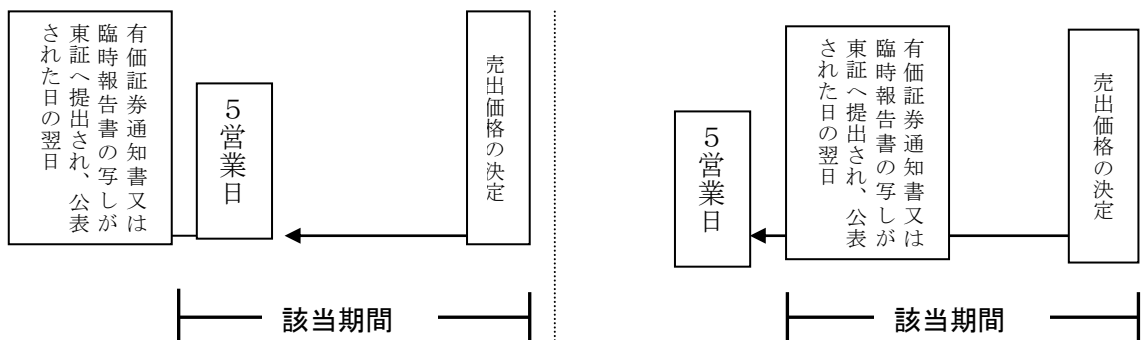 有価証券通知書又は
臨時報告書の写しが
東証へ提出され、公表
された日の翌日
５営業日
売出価格の決定
該当期間
有価証券通知書又は
臨時報告書の写しが
東証へ提出され、公表
された日の翌日
５営業日
売出価格の決定
該当期間